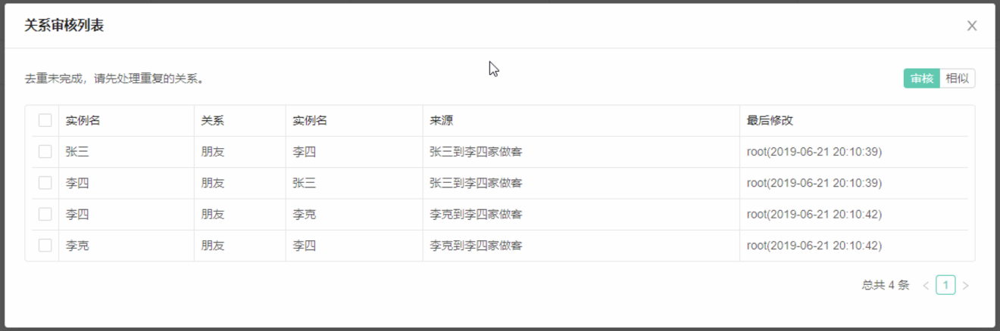 关系审核列表
去重未完成，请先处理重复的关系。
审核 相似
实例名 关系 实例名 来源 最后修改
张三 朋友 李四 张三到李四家做客 root(2019-06-21 20:10:39)
李四 朋友 张三 张三到李四家做客 root(2019-06-21 20:10:39)
李四 朋友 李克 李克到李四家做客 root(2019-06-21 20:10:42)
李克 朋友 李四 李克到李四家做客 root(2019-06-21 20:10:42)
总共 4 条 < 1 >